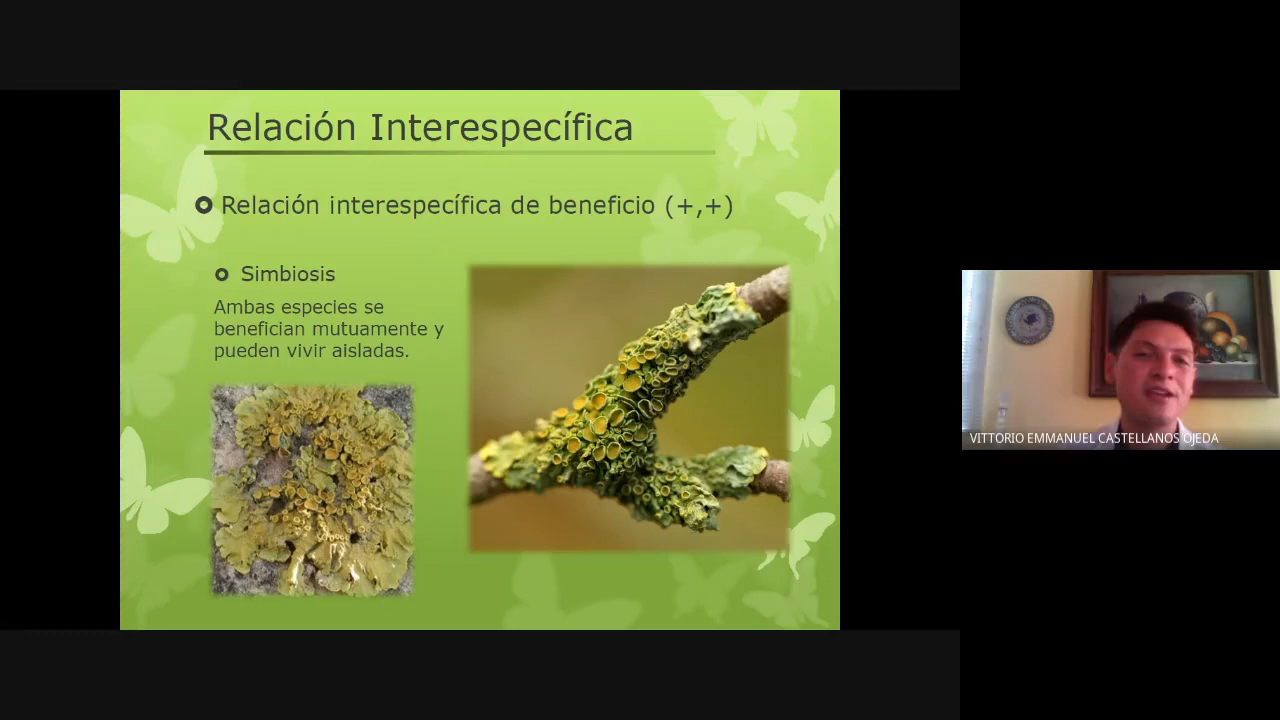 Relación Interespecífica
Relación interespecífica de beneficio (+,+)
Simbiosis
Ambas especies se
benefician mutuamente y
pueden vivir aisladas.
VITTORIO EMMANUEL CASTELLANOS OJEDA